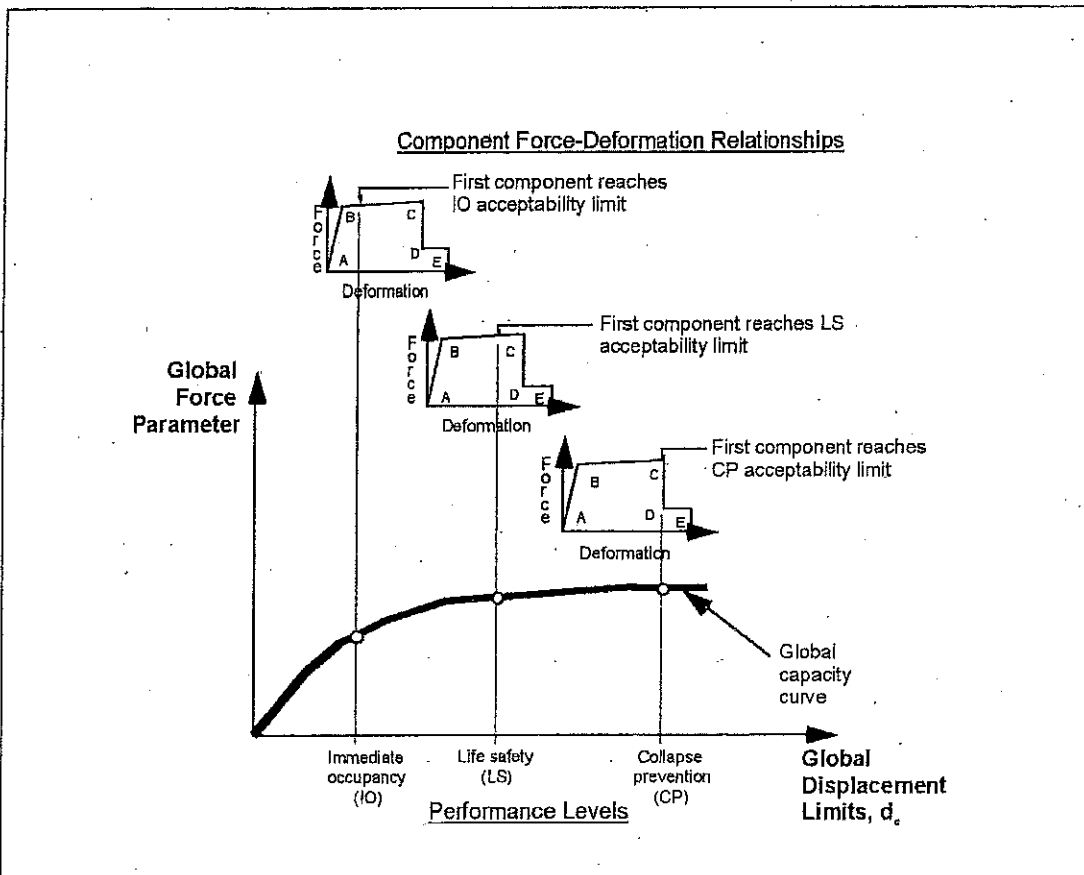 Component Force-Deformation Relationships
First component reaches
IO acceptability limit
Force
B
C
A
D
E
Deformation
First component reaches LS
acceptability limit
Force
B
C
A
D
E
Deformation
First component reaches
CP acceptability limit
Force
B
C
A
D
E
Deformation
Global
Force
Parameter
Global
capacity
curve
Immediate
occupancy
(IO)
Life safety
(LS)
Collapse
prevention
(CP)
Global
Displacement
Limits, d
Performance Levels